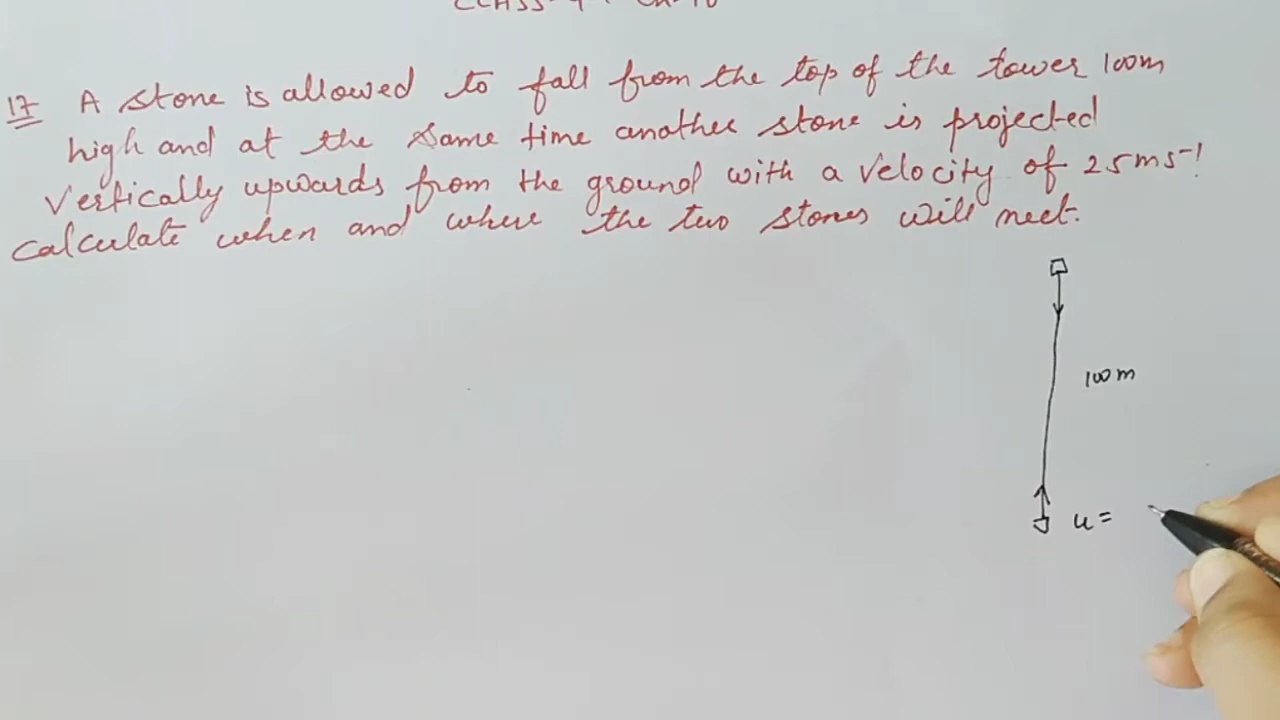 17 A stone is allowed to fall from the top of the tower 100m
high and at the same time another stone is projected
vertically upwards from the ground with a velocity of 25ms⁻¹
calculate when and where the two stones will meet.
100m
u=